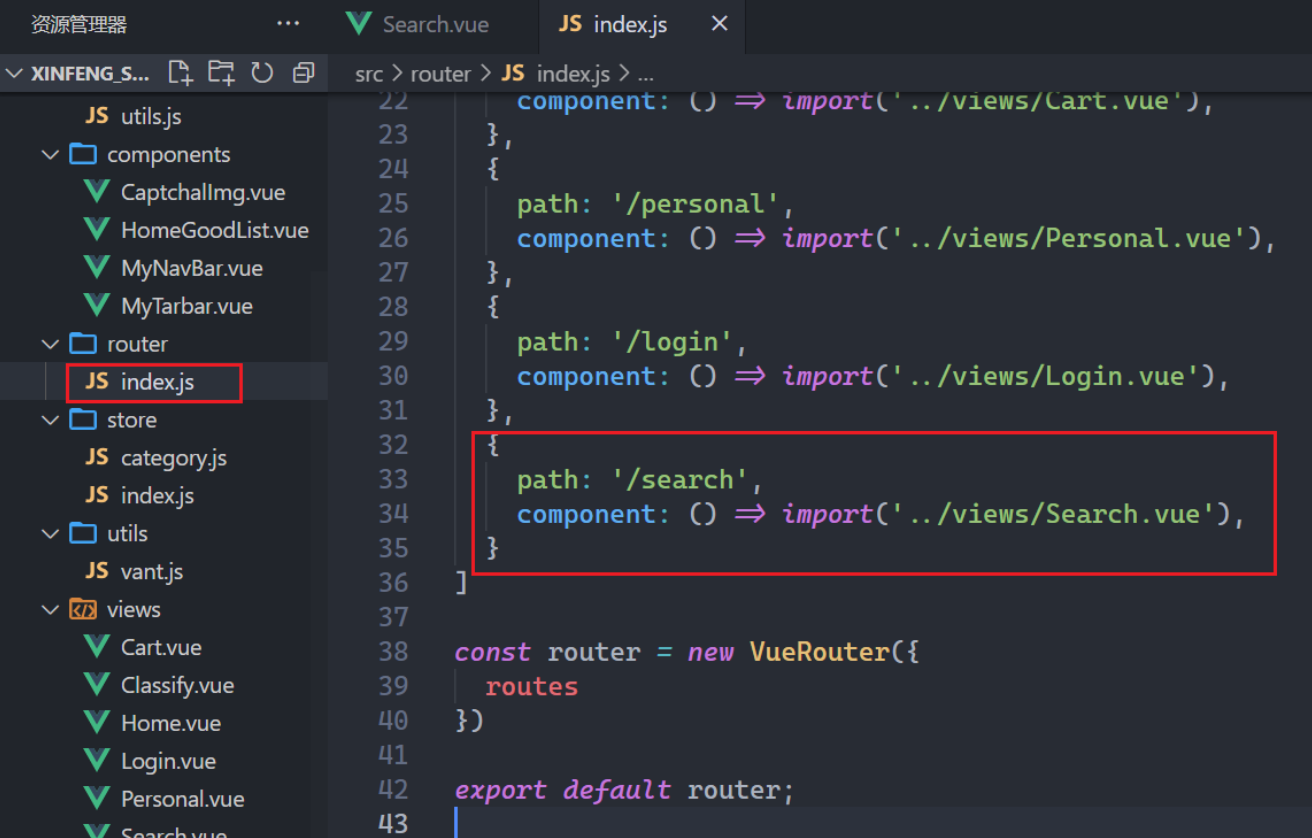 资源管理器 ...
Search.vue
JS index.js ×
XINFENG_S...
src > router > JS index.js > ...
JS utils.js
components
CaptchaImg.vue
HomeGoodList.vue
MyNavBar.vue
MyTarbar.vue
router
JS index.js
store
JS category.js
JS index.js
utils
JS vant.js
views
Cart.vue
Classify.vue
Home.vue
Login.vue
Personal.vue
Search.vue
22 component: () => import('../views/Cart.vue'),
23 },
24 {
25 path: '/personal',
26 component: () => import('../views/Personal.vue'),
27 },
28 {
29 path: '/login',
30 component: () => import('../views/Login.vue'),
31 },
32 {
33 path: '/search',
34 component: () => import('../views/Search.vue'),
35 }
36 ]
37
38 const router = new VueRouter({
39 routes
40 })
41
42 export default router;
43